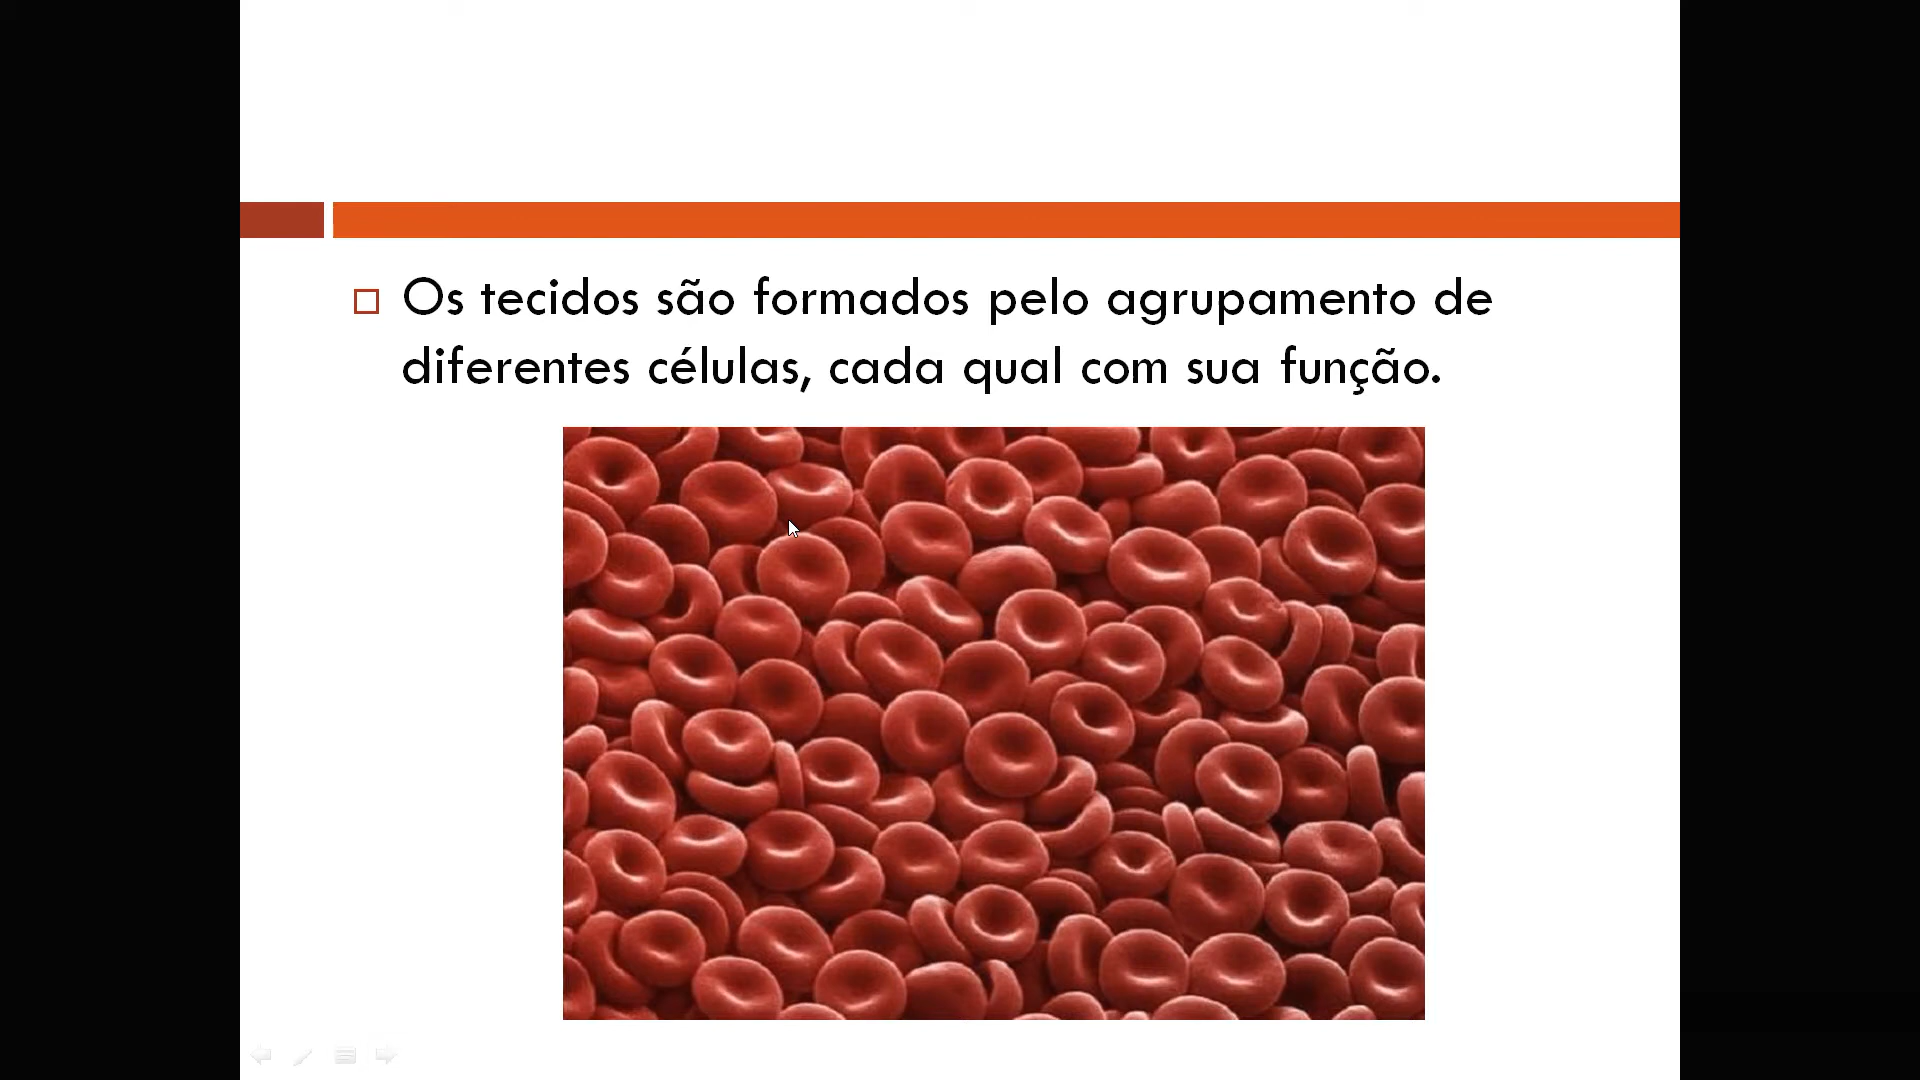 Os tecidos são formados pelo agrupamento de
diferentes células, cada qual com sua função.